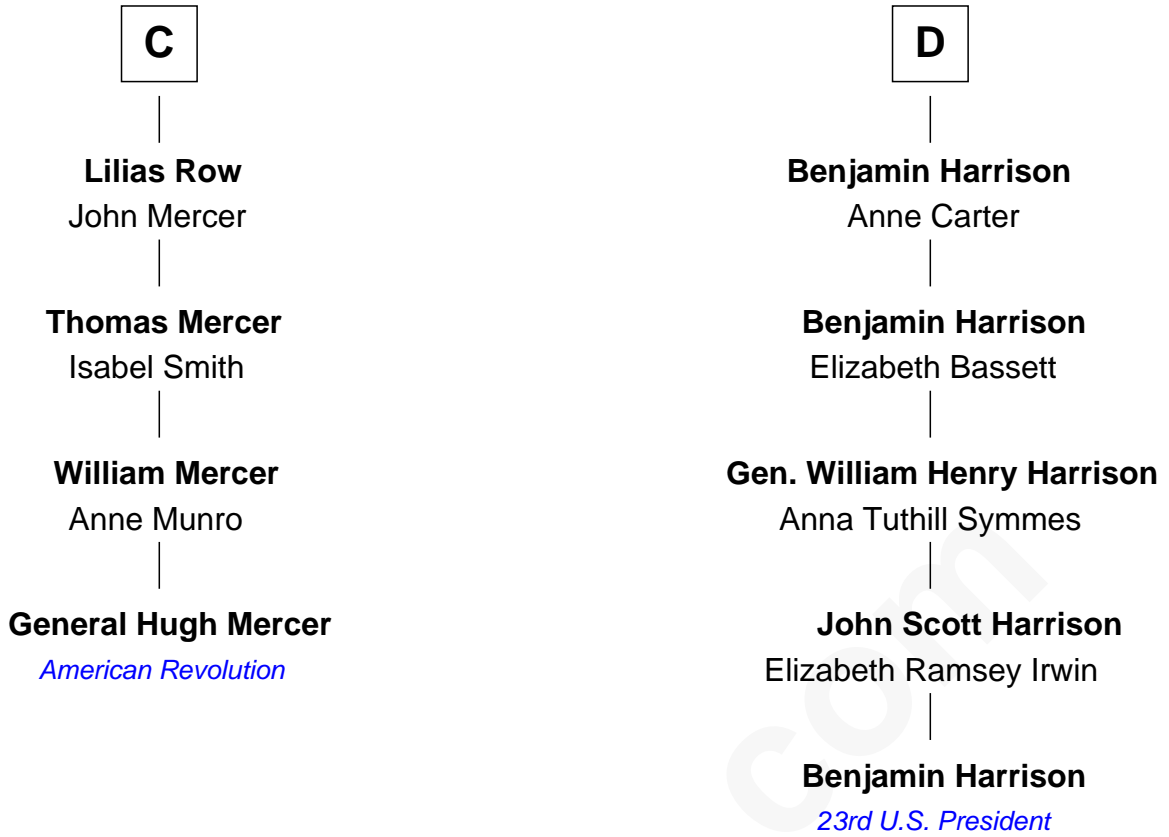 C
Lilias Row
John Mercer
Thomas Mercer
Isabel Smith
William Mercer
Anne Munro
General Hugh Mercer
American Revolution
D
Benjamin Harrison
Anne Carter
Benjamin Harrison
Elizabeth Bassett
Gen. William Henry Harrison
Anna Tuthill Symmes
John Scott Harrison
Elizabeth Ramsey Irwin
Benjamin Harrison
23rd U.S. President
com